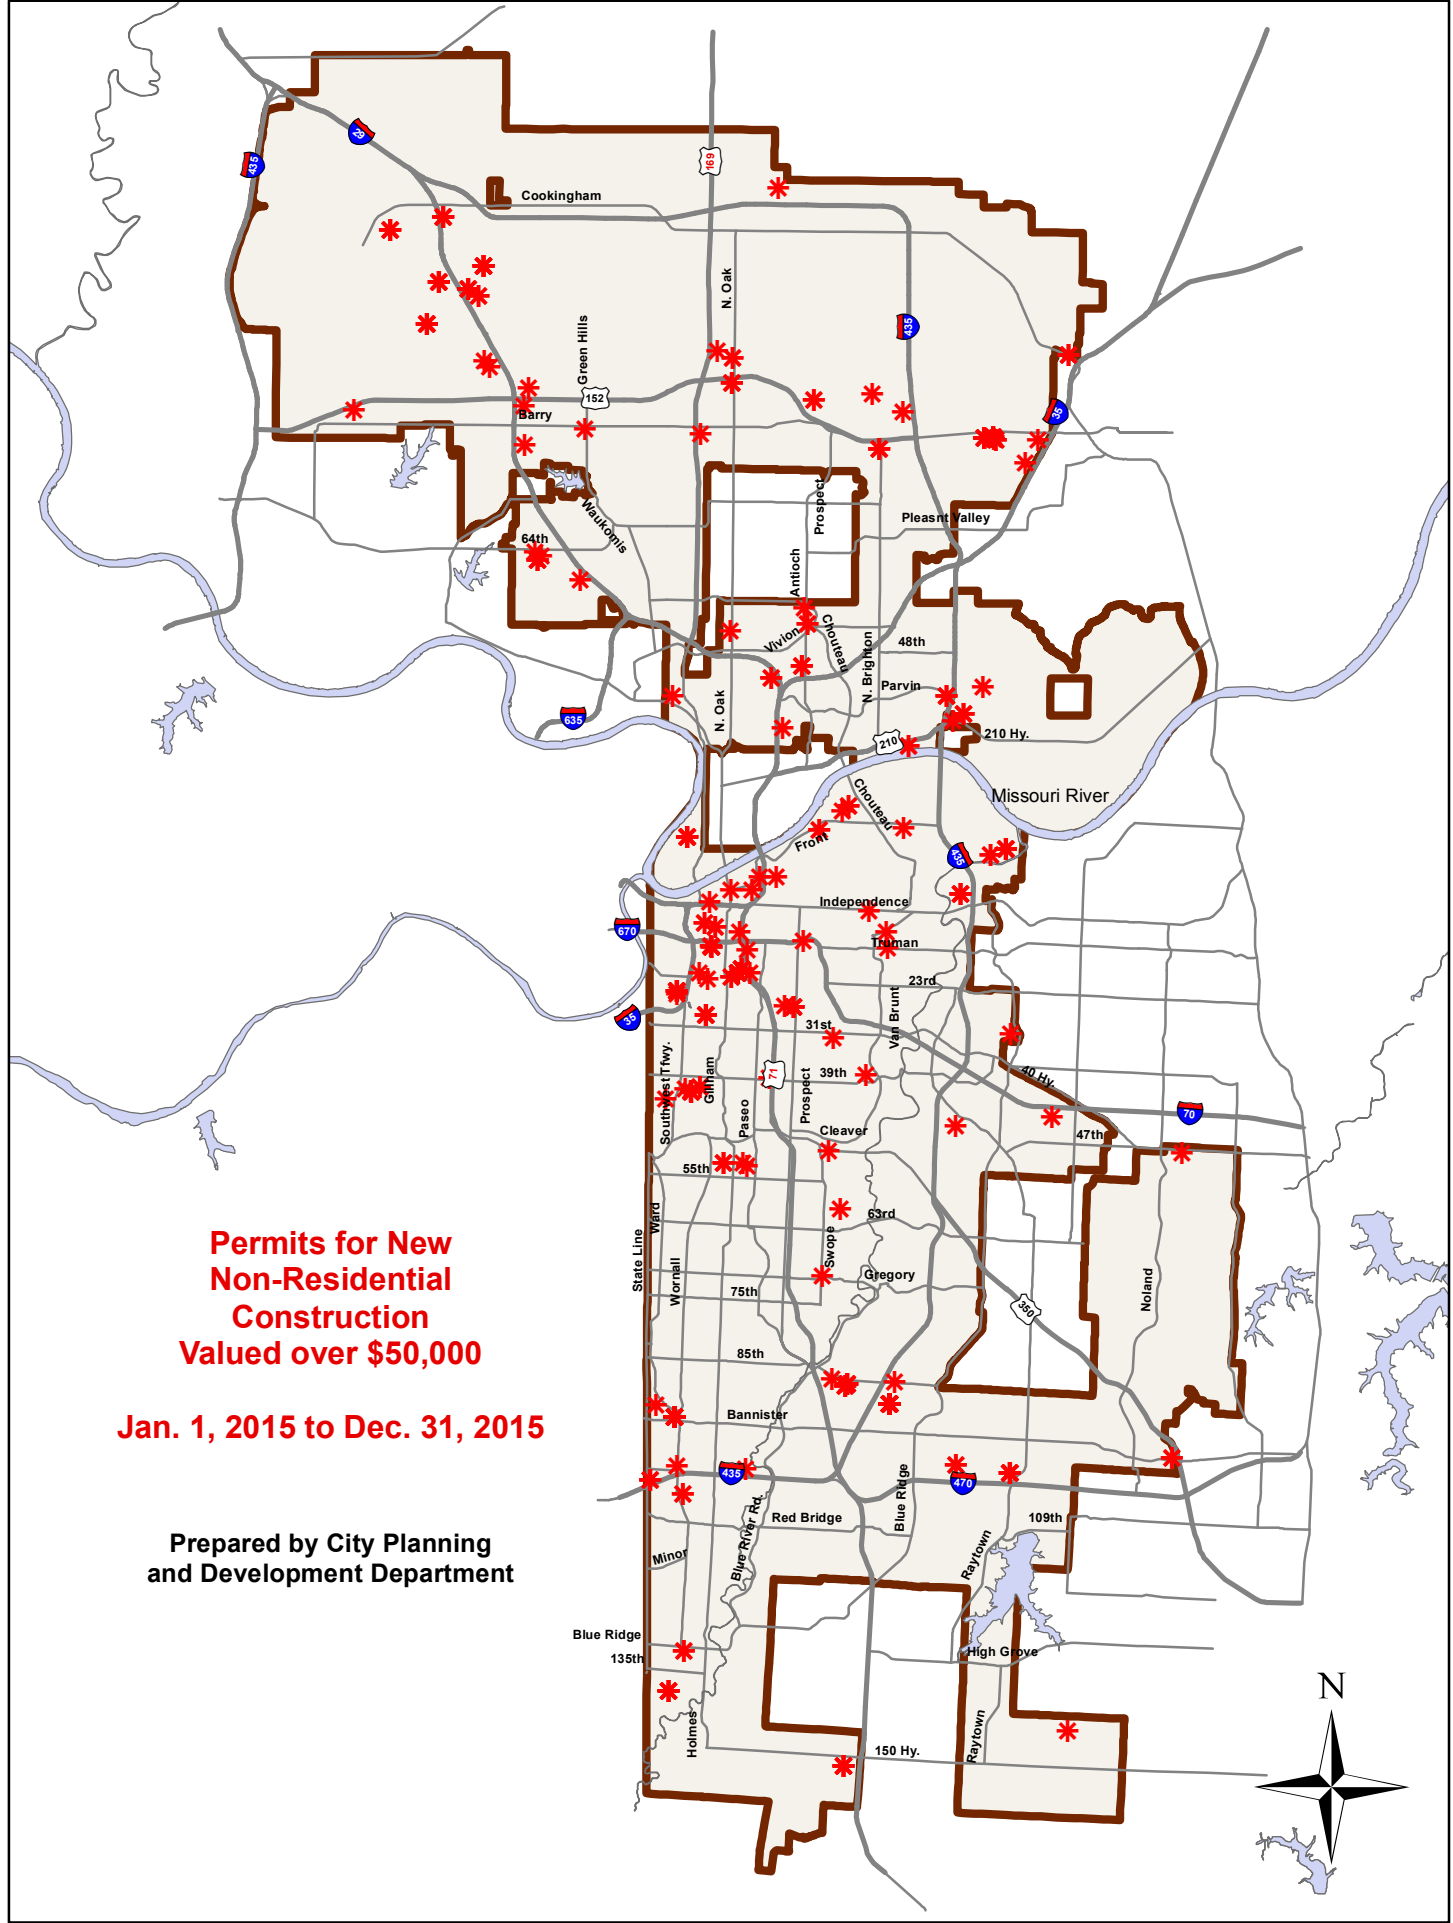 29
435
169
Cookingham
N. Oak
435
Green Hills
152
Barry
35
Prospect
Waukomis
Pleasnt Valley
64th
Antioch
Chouteau
Vivion
N. Brighton
48th
Parvin
N. Oak
635
210
210 Hy.
Missouri River
Chouteau
Front
435
Independence
670
Truman
23rd
Van Brunt
35
31st
Southwest Tfwy.
Gillham
71
39th
Prospect
40 Hy.
70
Paseo
Cleaver
47th
55th
Ward
63rd
State Line
Wornall
Swope
Gregory
Noland
75th
350
Permits for New
Non-Residential
Construction
Valued over $50,000
85th
Jan. 1, 2015 to Dec. 31, 2015
Bannister
435
470
Blue River Rd.
Blue Ridge
Red Bridge
109th
Raytown
Minor
Prepared by City Planning
and Development Department
Blue Ridge
135th
High Grove
Holmes
Raytown
150 Hy.
N